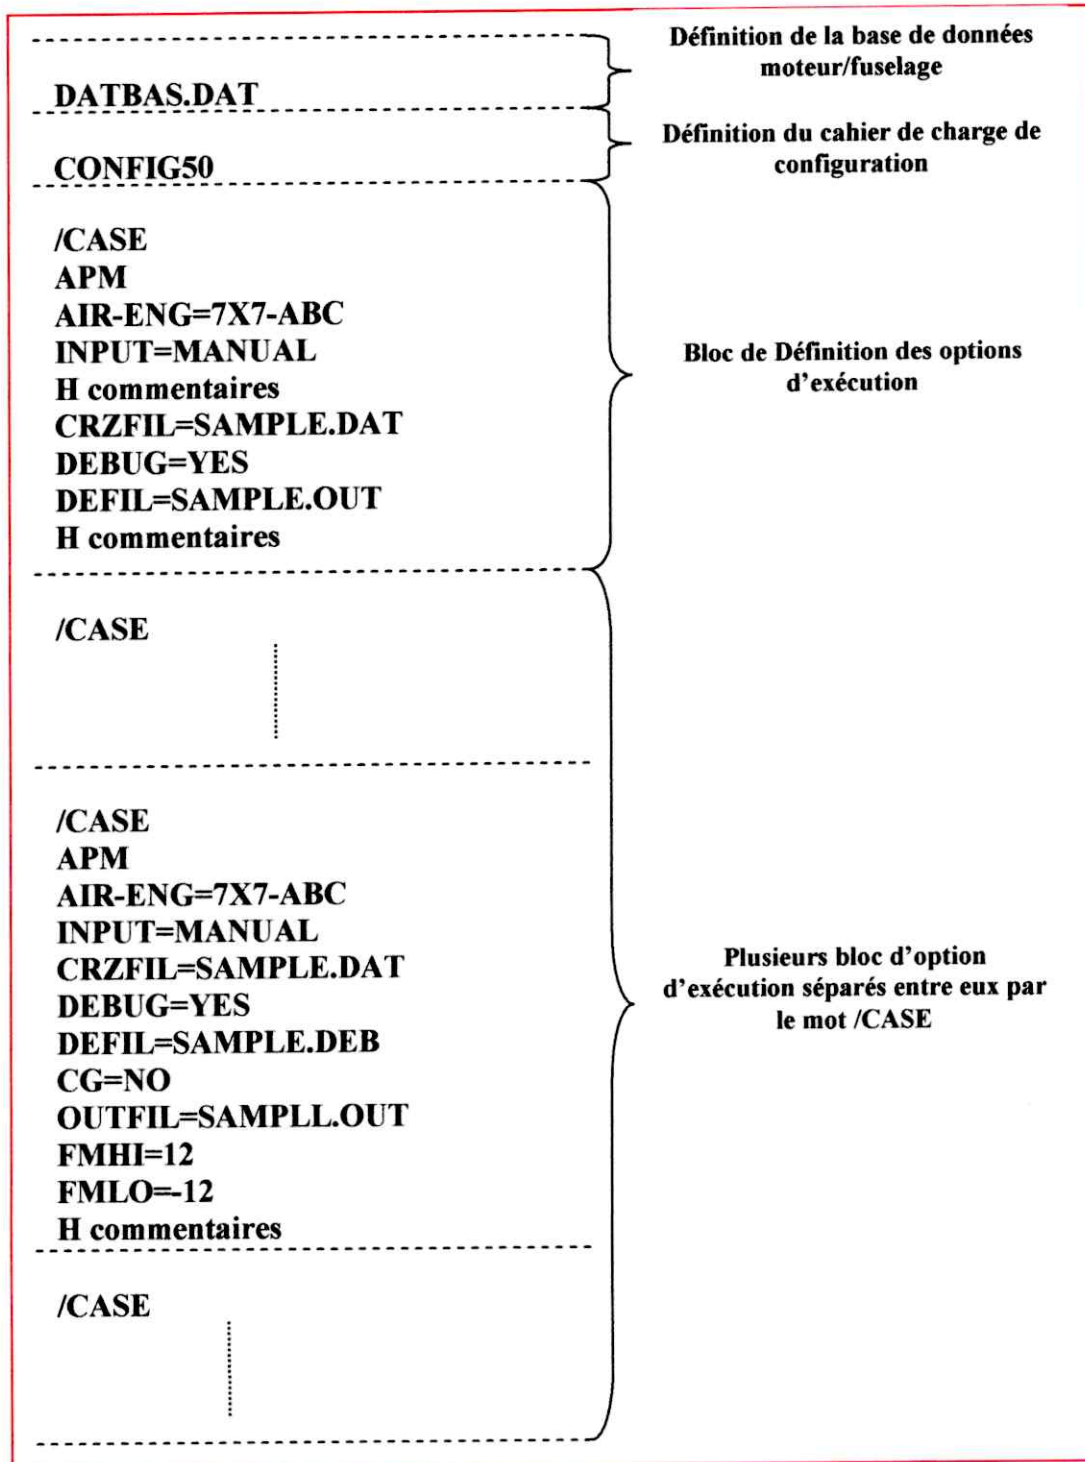 Définition de la base de données
moteur/fuselage
DATBAS.DAT
Définition du cahier de charge de
configuration
CONFIG50
/CASE
APM
AIR-ENG=7X7-ABC
INPUT=MANUAL
H commentaires
CRZFIL=SAMPLE.DAT
DEBUG=YES
DEFIL=SAMPLE.OUT
H commentaires
Bloc de Définition des options
d'exécution
/CASE
/CASE
APM
AIR-ENG=7X7-ABC
INPUT=MANUAL
CRZFIL=SAMPLE.DAT
DEBUG=YES
DEFIL=SAMPLE.DEB
CG=NO
OUTFIL=SAMPLL.OUT
FMHI=12
FMLO=-12
H commentaires
/CASE
Plusieurs bloc d'option
d'exécution séparés entre eux par
le mot /CASE